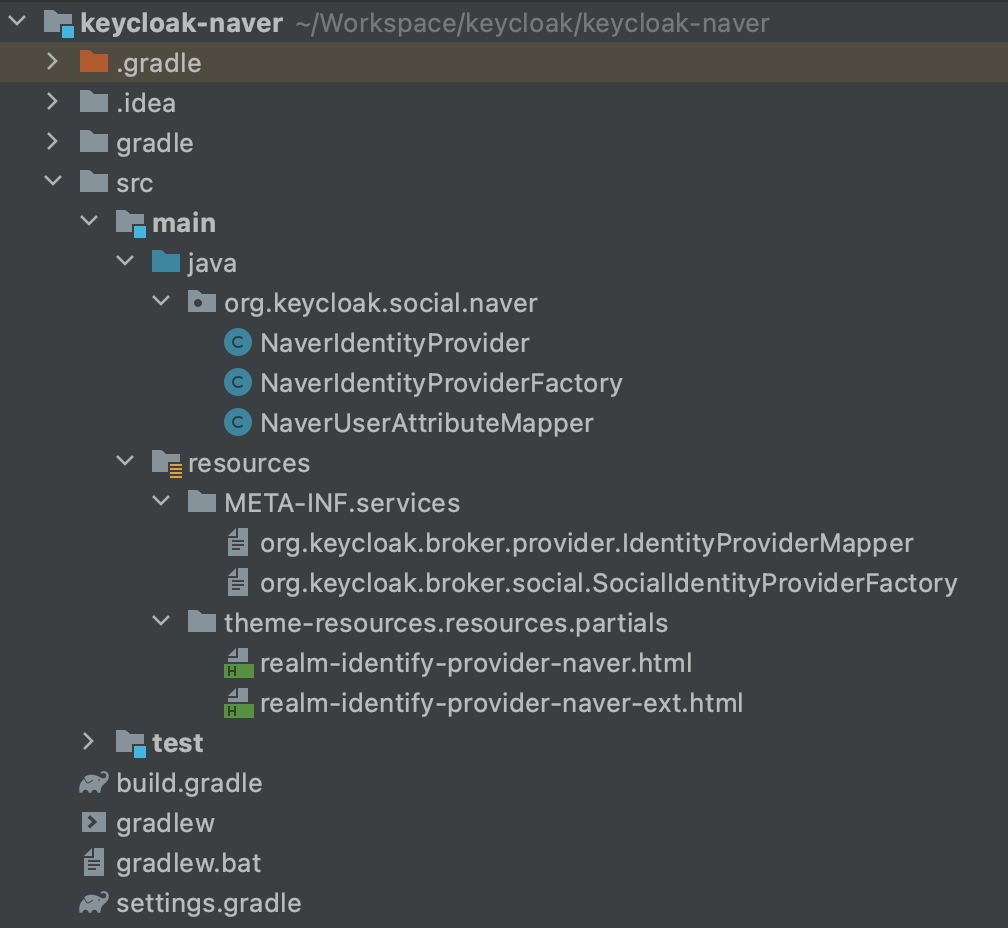 keycloak-naver ~/Workspace/keycloak/keycloak-naver
.gradle
.idea
gradle
src
main
java
org.keycloak.social.naver
C NaverIdentityProvider
C NaverIdentityProviderFactory
C NaverUserAttributeMapper
resources
META-INF.services
org.keycloak.broker.provider.IdentityProviderMapper
org.keycloak.broker.social.SocialIdentityProviderFactory
theme-resources.resources.partials
H realm-identify-provider-naver.html
H realm-identify-provider-naver-ext.html
test
build.gradle
gradlew
gradlew.bat
settings.gradle